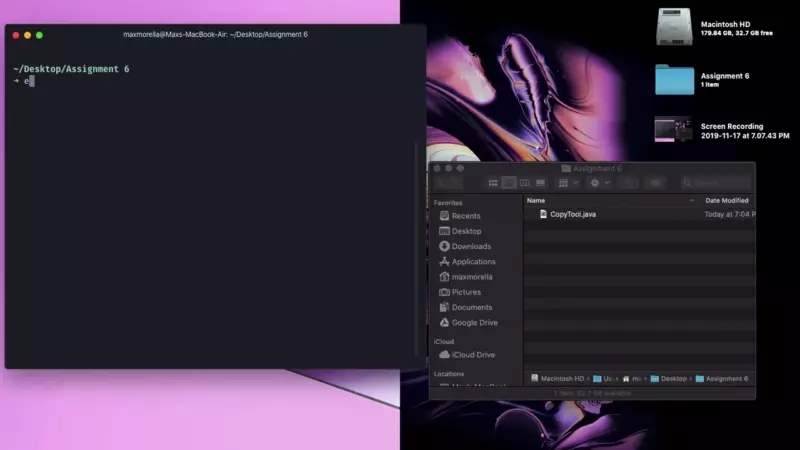 maxmorella@Maxs-MacBook-Air: ~/Desktop/Assignment 6
~/Desktop/Assignment 6
➜ e
Macintosh HD
179.84 GB, 32.7 GB free
Assignment 6
1 item
Screen Recording
2019-11-17 at 7.07.43 PM
Assignment 6
Search
Favorites
Recents
Desktop
Downloads
Applications
maxmorella
Pictures
Documents
Google Drive
iCloud
iCloud Drive
Locations
Name
Date Modified
CopyTool.java
Today at 7:04 P
Macintosh HD › Us › m › Desktop › Assignment 6
1 item, 32.7 GB available